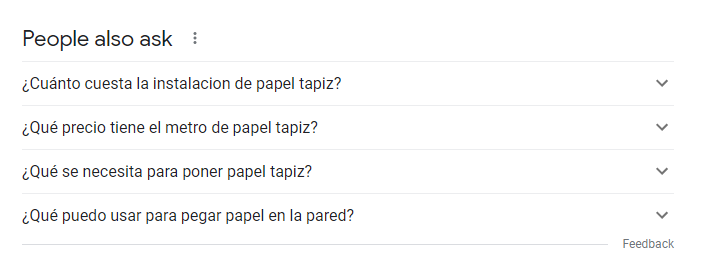 People also ask
¿Cuánto cuesta la instalacion de papel tapiz?
¿Qué precio tiene el metro de papel tapiz?
¿Qué se necesita para poner papel tapiz?
¿Qué puedo usar para pegar papel en la pared?
Feedback